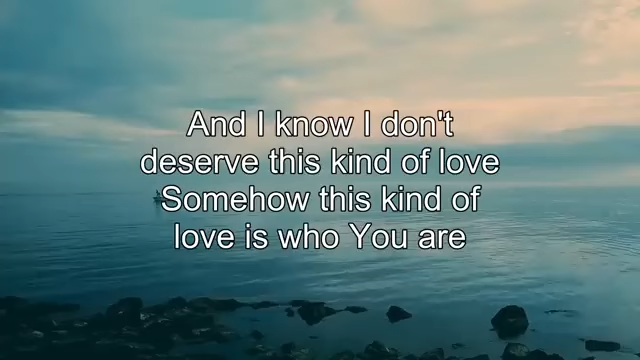 And I know I don't
deserve this kind of love
Somehow this kind of
love is who You are